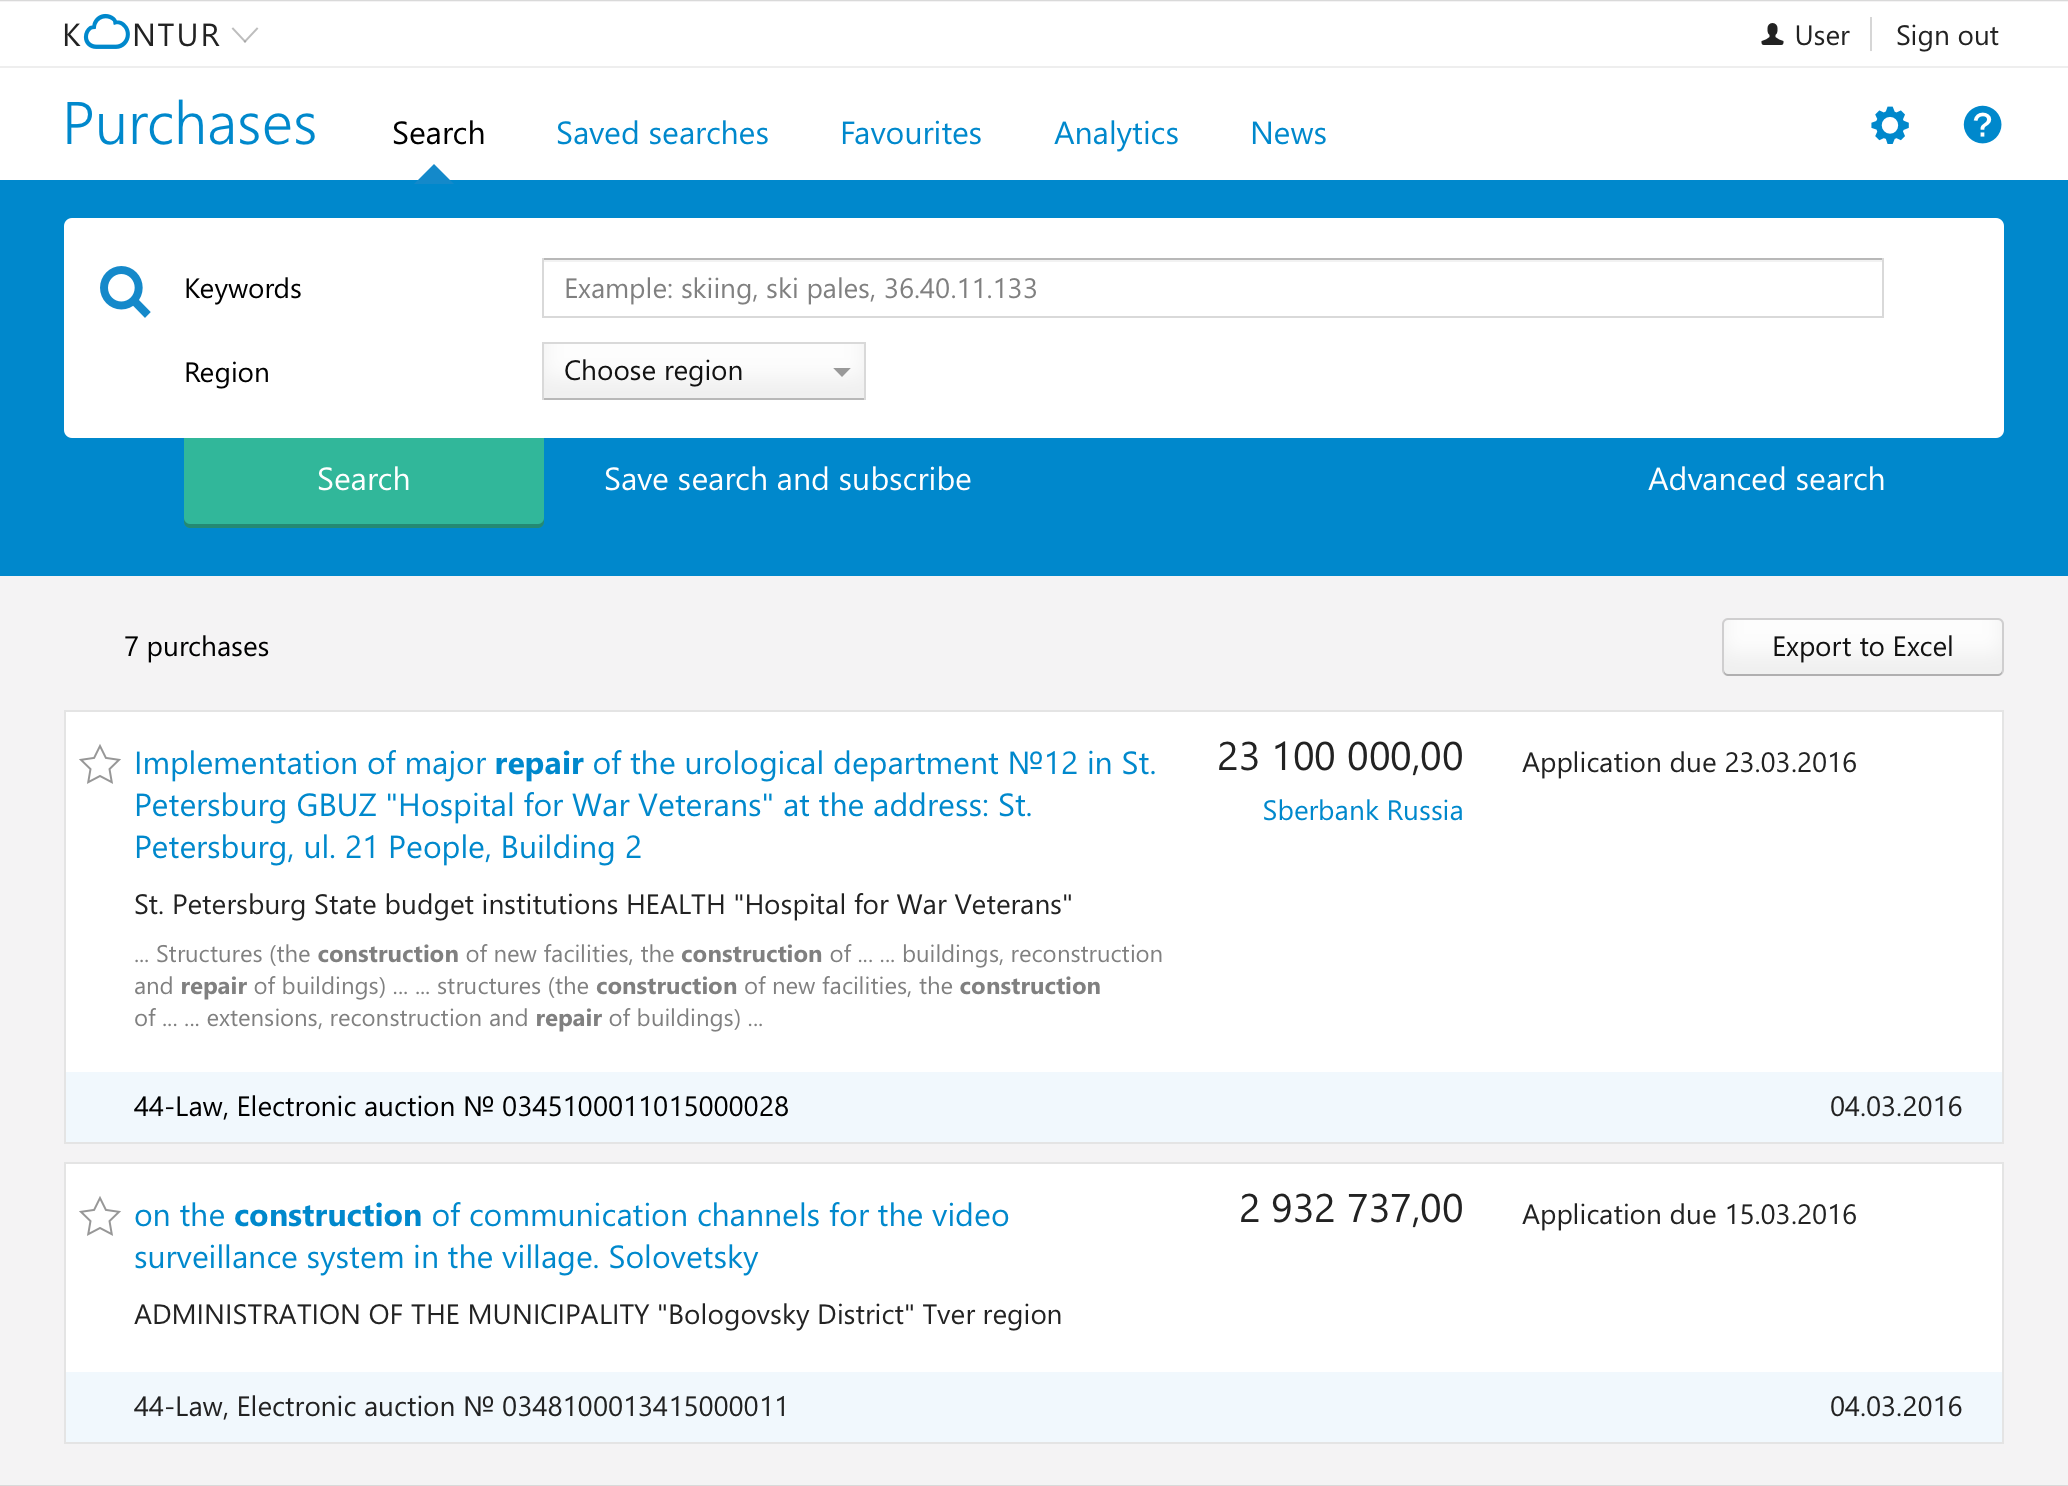 KONTUR
User
Sign out
Purchases
Search
Saved searches
Favourites
Analytics
News
?
Keywords
Example: skiing, ski pales, 36.40.11.133
Region
Choose region
Search
Save search and subscribe
Advanced search
7 purchases
Export to Excel
Implementation of major repair of the urological department №12 in St.
Petersburg GBUZ "Hospital for War Veterans" at the address: St.
Petersburg, ul. 21 People, Building 2
23 100 000,00
Sberbank Russia
Application due 23.03.2016
St. Petersburg State budget institutions HEALTH "Hospital for War Veterans"
... Structures (the construction of new facilities, the construction of ... ... buildings, reconstruction
and repair of buildings) ... ... structures (the construction of new facilities, the construction
of ... ... extensions, reconstruction and repair of buildings) ...
44-Law, Electronic auction № 0345100011015000028
04.03.2016
on the construction of communication channels for the video
surveillance system in the village. Solovetsky
2 932 737,00
Application due 15.03.2016
ADMINISTRATION OF THE MUNICIPALITY "Bologovsky District" Tver region
44-Law, Electronic auction № 0348100013415000011
04.03.2016